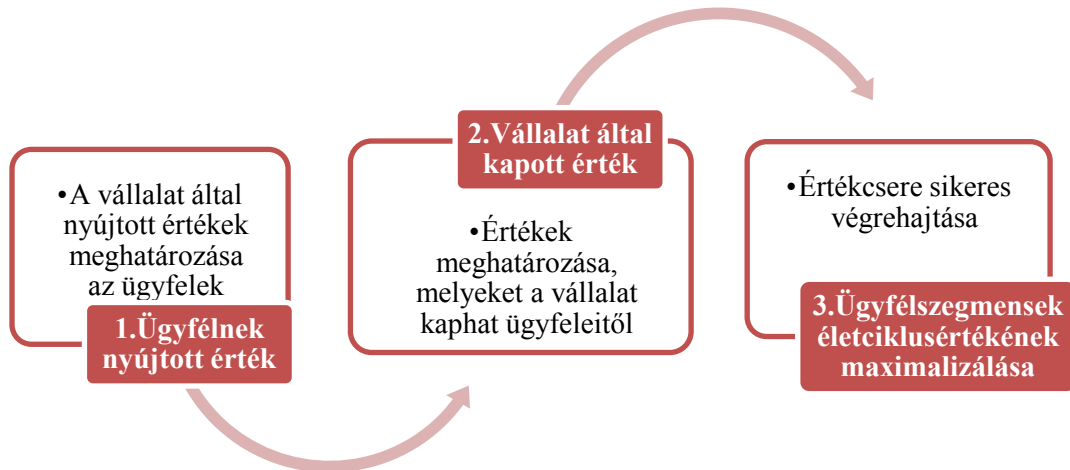 •A vállalat által
nyújtott értékek
meghatározása
az ügyfelek
1.Ügyfélnek
nyújtott érték
2.Vállalat által
kapott érték
•Értékek
meghatározása,
melyeket a vállalat
kaphat ügyfeleitől
•Értékcsere sikeres
végrehajtása
3.Ügyfélszegmensek
életciklusértékének
maximalizálása